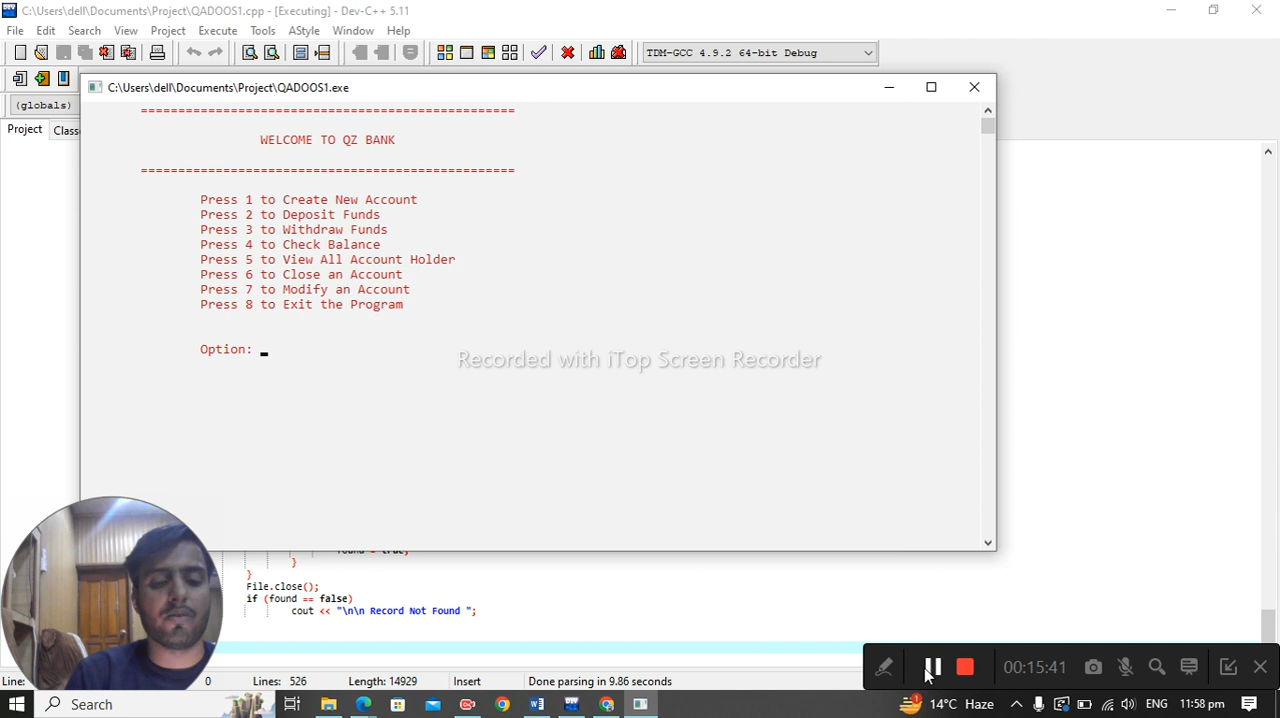 C:\Users\dell\Documents\Project\QADOOS1.cpp - [Executing] - Dev-C++ 5.11
File Edit Search View Project Execute Tools AStyle Window Help
TDM-GCC 4.9.2 64-bit Debug
(globals)
Project Classe
C:\Users\dell\Documents\Project\QADOOS1.exe
==================================================
WELCOME TO QZ BANK
==================================================
Press 1 to Create New Account
Press 2 to Deposit Funds
Press 3 to Withdraw Funds
Press 4 to Check Balance
Press 5 to View All Account Holder
Press 6 to Close an Account
Press 7 to Modify an Account
Press 8 to Exit the Program
Option:
Recorded with iTop Screen Recorder
found = true;
}
}
File.close();
if (found == false)
cout << "\n\n Record Not Found ";
00:15:41
Line: 0 Lines: 526 Length: 14929 Insert Done parsing in 9.86 seconds
Search
1 14°C Haze ENG 11:58 pm